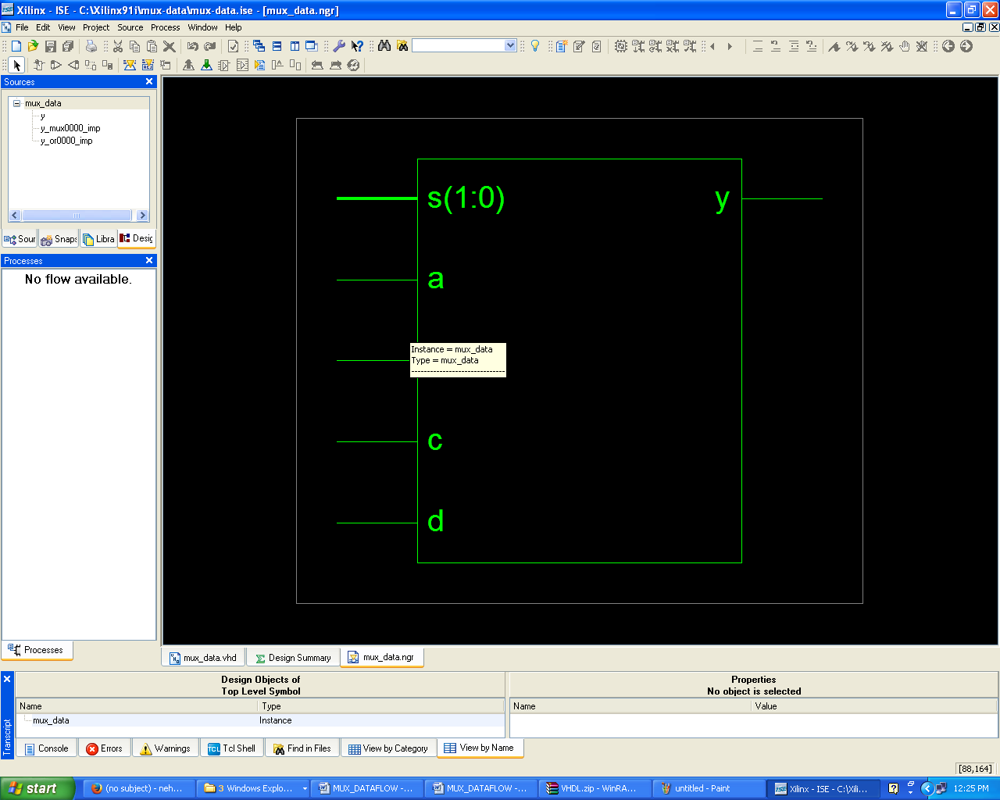 Xilinx - ISE - C:\Xilinx91i\mux-data\mux-data.ise - [mux_data.ngr]
File Edit View Project Source Process Window Help
Sources
mux_data
y
y_mux0000_imp
y_or0000_imp
Sour Snaps Libra Desig
Processes
No flow available.
Processes
s(1:0) y
a
Instance = mux_data
Type = mux_data
------------------------------
c
d
mux_data.vhd Design Summary mux_data.ngr
Transcript
Design Objects of
Top Level Symbol
Name Type
mux_data Instance
Properties
No object is selected
Name Value
Console Errors Warnings TCL Tcl Shell Find in Files View by Category View by Name
[88,164]
start (no subject) - neh... 3 Windows Explo... MUX_DATAFLOW -... MUX_DATAFLOW -... VHDL.zip - WinRA... untitled - Paint Xilinx - ISE - C:\Xili... 12:25 PM